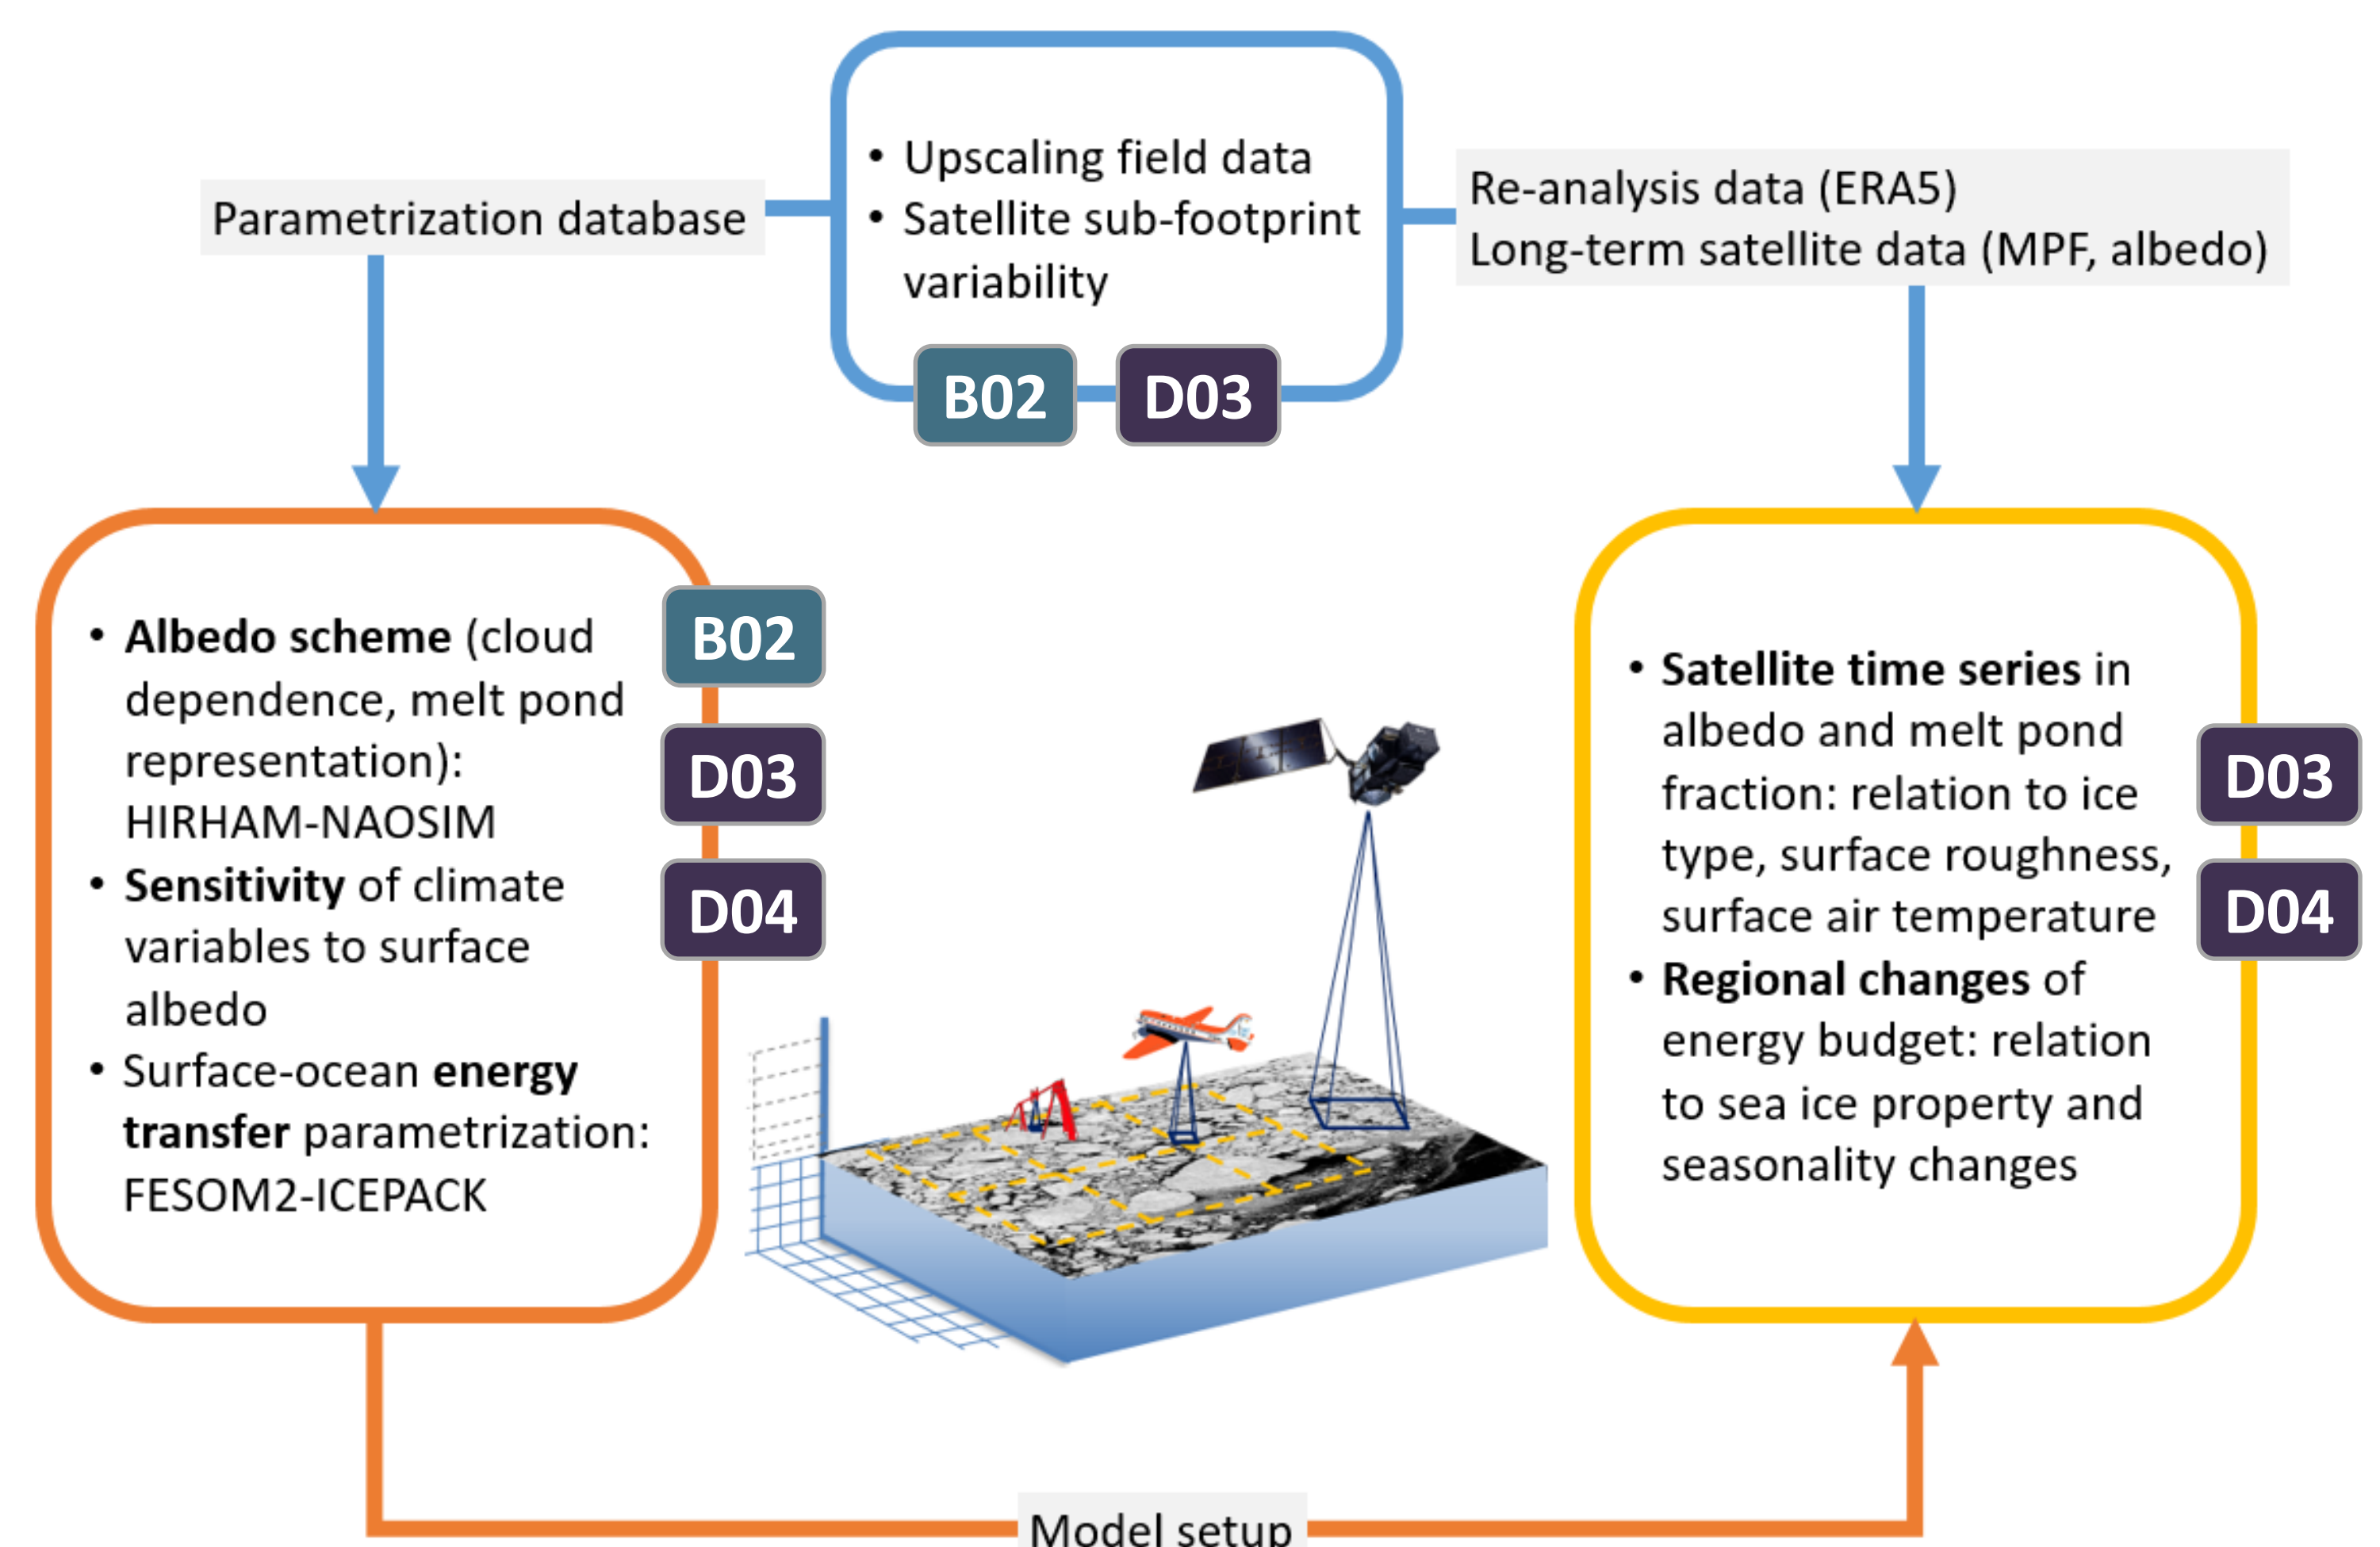 • Upscaling field data
• Satellite sub-footprint
variability
B02
D03
Parametrization database
Re-analysis data (ERA5)
Long-term satellite data (MPF, albedo)
• Albedo scheme (cloud
dependence, melt pond
representation):
HIRHAM-NAOSIM
• Sensitivity of climate
variables to surface
albedo
• Surface-ocean energy
transfer parametrization:
FESOM2-ICEPACK
B02
D03
D04
• Satellite time series in
albedo and melt pond
fraction: relation to ice
type, surface roughness,
surface air temperature
• Regional changes of
energy budget: relation
to sea ice property and
seasonality changes
D03
D04
Model setup